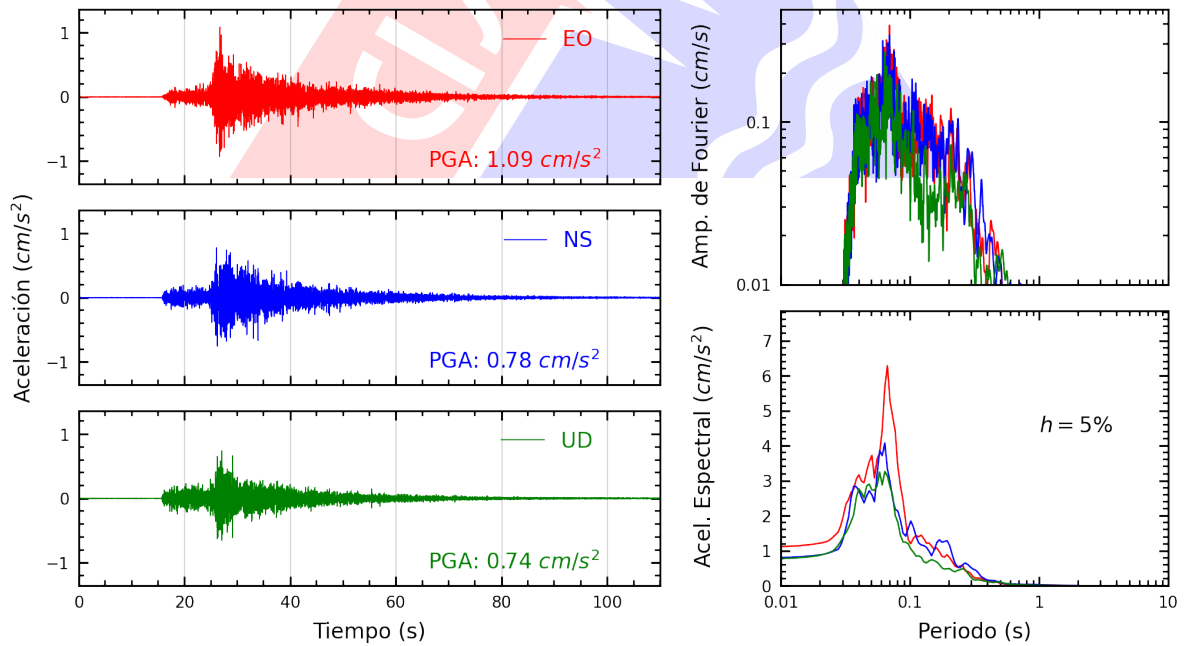 Aceleración (cm/s²)
1
0
−1
EO
PGA: 1.09 cm/s²
1
0
−1
NS
PGA: 0.78 cm/s²
1
0
−1
UD
PGA: 0.74 cm/s²
0 20 40 60 80 100
Tiempo (s)
Amp. de Fourier (cm/s)
0.1
0.01
Acel. Espectral (cm/s²)
7
6
5
4
3
2
1
0
h = 5%
0.01 0.1 1 10
Periodo (s)